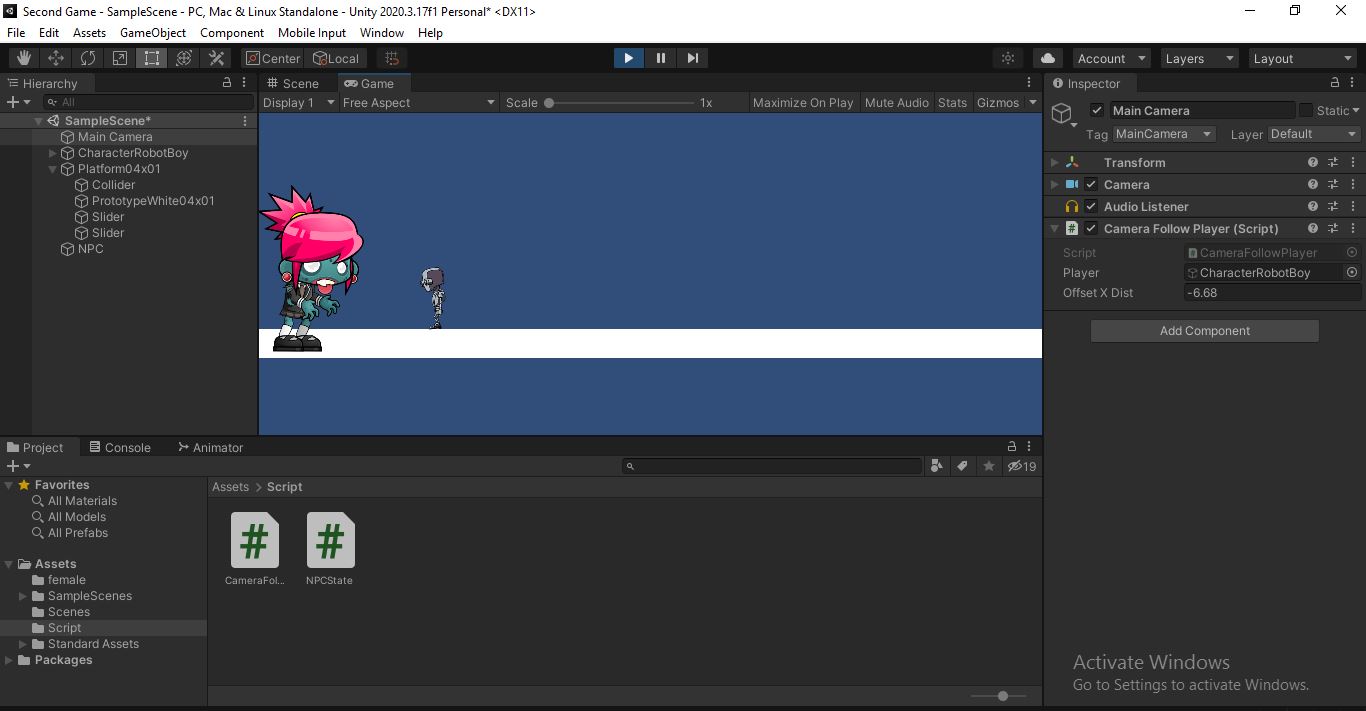 Second Game - SampleScene - PC, Mac & Linux Standalone - Unity 2020.3.17f1 Personal* <DX11>
File Edit Assets GameObject Component Mobile Input Window Help
Center Local Account Layers Layout
Hierarchy
All
SampleScene*
Main Camera
CharacterRobotBoy
Platform04x01
Collider
PrototypeWhite04x01
Slider
Slider
NPC
Scene Game
Display 1 Free Aspect Scale 1x Maximize On Play Mute Audio Stats Gizmos
Inspector
Main Camera Static
Tag MainCamera Layer Default
Transform
Camera
Audio Listener
# Camera Follow Player (Script)
Script # CameraFollowPlayer
Player CharacterRobotBoy
Offset X Dist -6.68
Add Component
Project Console Animator
19
Favorites
All Materials
All Models
All Prefabs
Assets
female
SampleScenes
Scenes
Script
Standard Assets
Packages
Assets > Script
# #
CameraFol... NPCState
Activate Windows
Go to Settings to activate Windows.